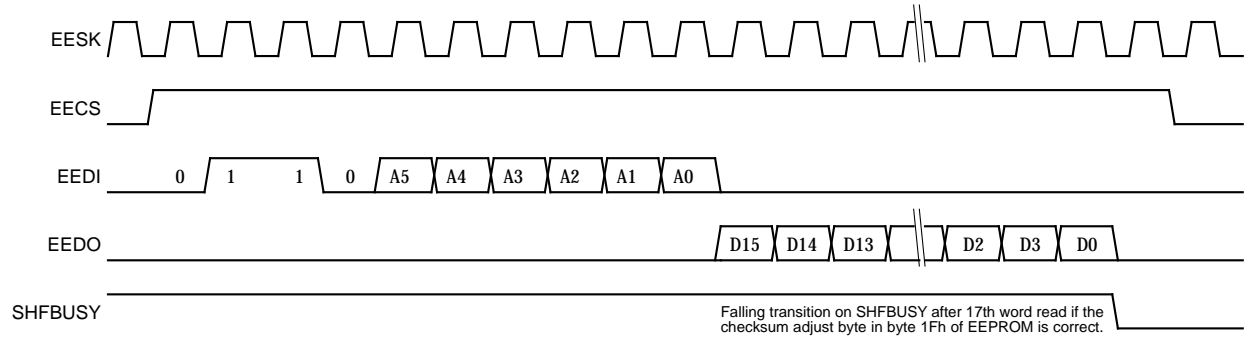 EESK
EECS
EEDI 0 1 1 0 A5 A4 A3 A2 A1 A0
EEDO D15 D14 D13 D2 D3 D0
SHFBUSY
Falling transition on SHFBUSY after 17th word read if the
checksum adjust byte in byte 1Fh of EEPROM is correct.